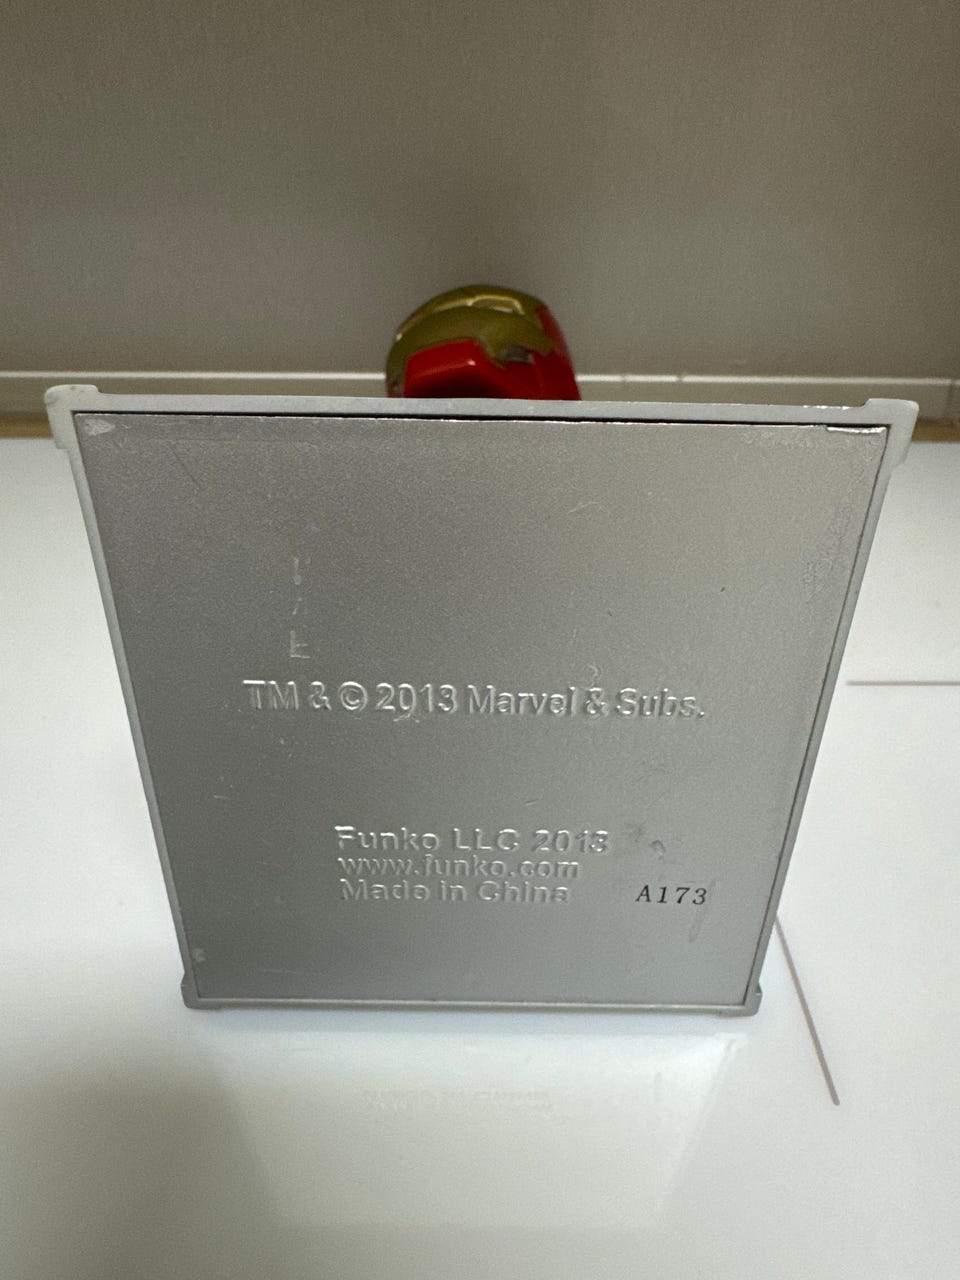 TM & © 2013 Marvel & Subs.
Funko LLC 2013
www.funko.com
Made in China A173